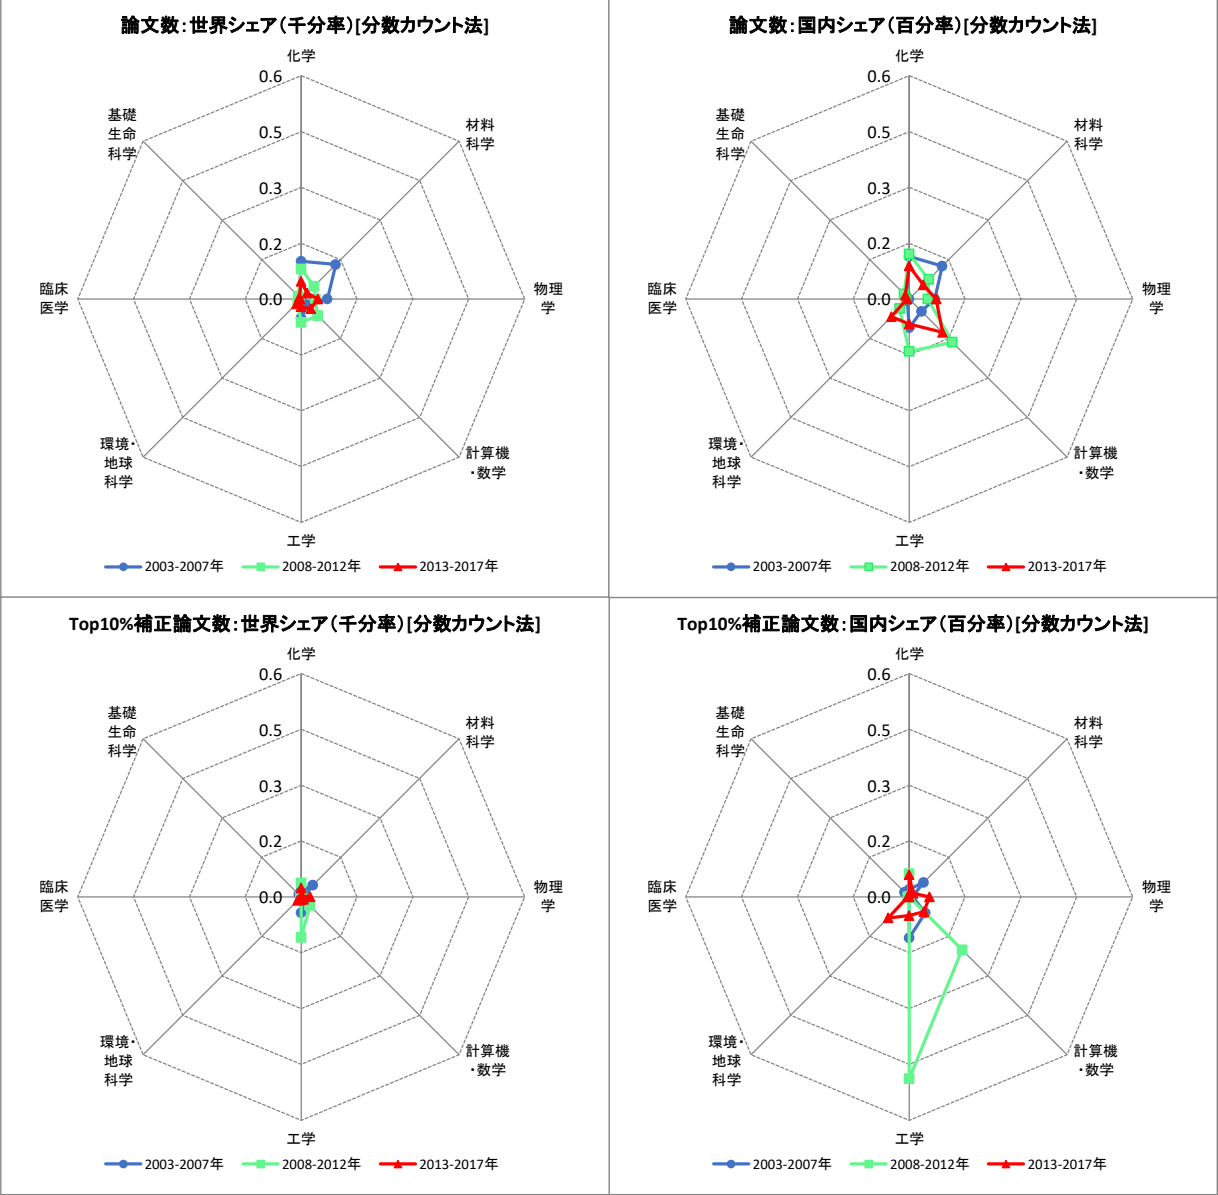 論文数：世界シェア（千分率）[分数カウント法]
化学
0.6
0.5
0.3
0.2
0.0
材料
科学
物理
学
計算機
・数学
工学
環境・
地球
科学
臨床
医学
基礎
生命
科学
2003-2007年
2008-2012年
2013-2017年
論文数：国内シェア（百分率）[分数カウント法]
化学
0.6
0.5
0.3
0.2
0.0
材料
科学
物理
学
計算機
・数学
工学
環境・
地球
科学
臨床
医学
基礎
生命
科学
2003-2007年
2008-2012年
2013-2017年
Top10%補正論文数：世界シェア（千分率）[分数カウント法]
化学
0.6
0.5
0.3
0.2
0.0
材料
科学
物理
学
計算機
・数学
工学
環境・
地球
科学
臨床
医学
基礎
生命
科学
2003-2007年
2008-2012年
2013-2017年
Top10%補正論文数：国内シェア（百分率）[分数カウント法]
化学
0.6
0.5
0.3
0.2
0.0
材料
科学
物理
学
計算機
・数学
工学
環境・
地球
科学
臨床
医学
基礎
生命
科学
2003-2007年
2008-2012年
2013-2017年